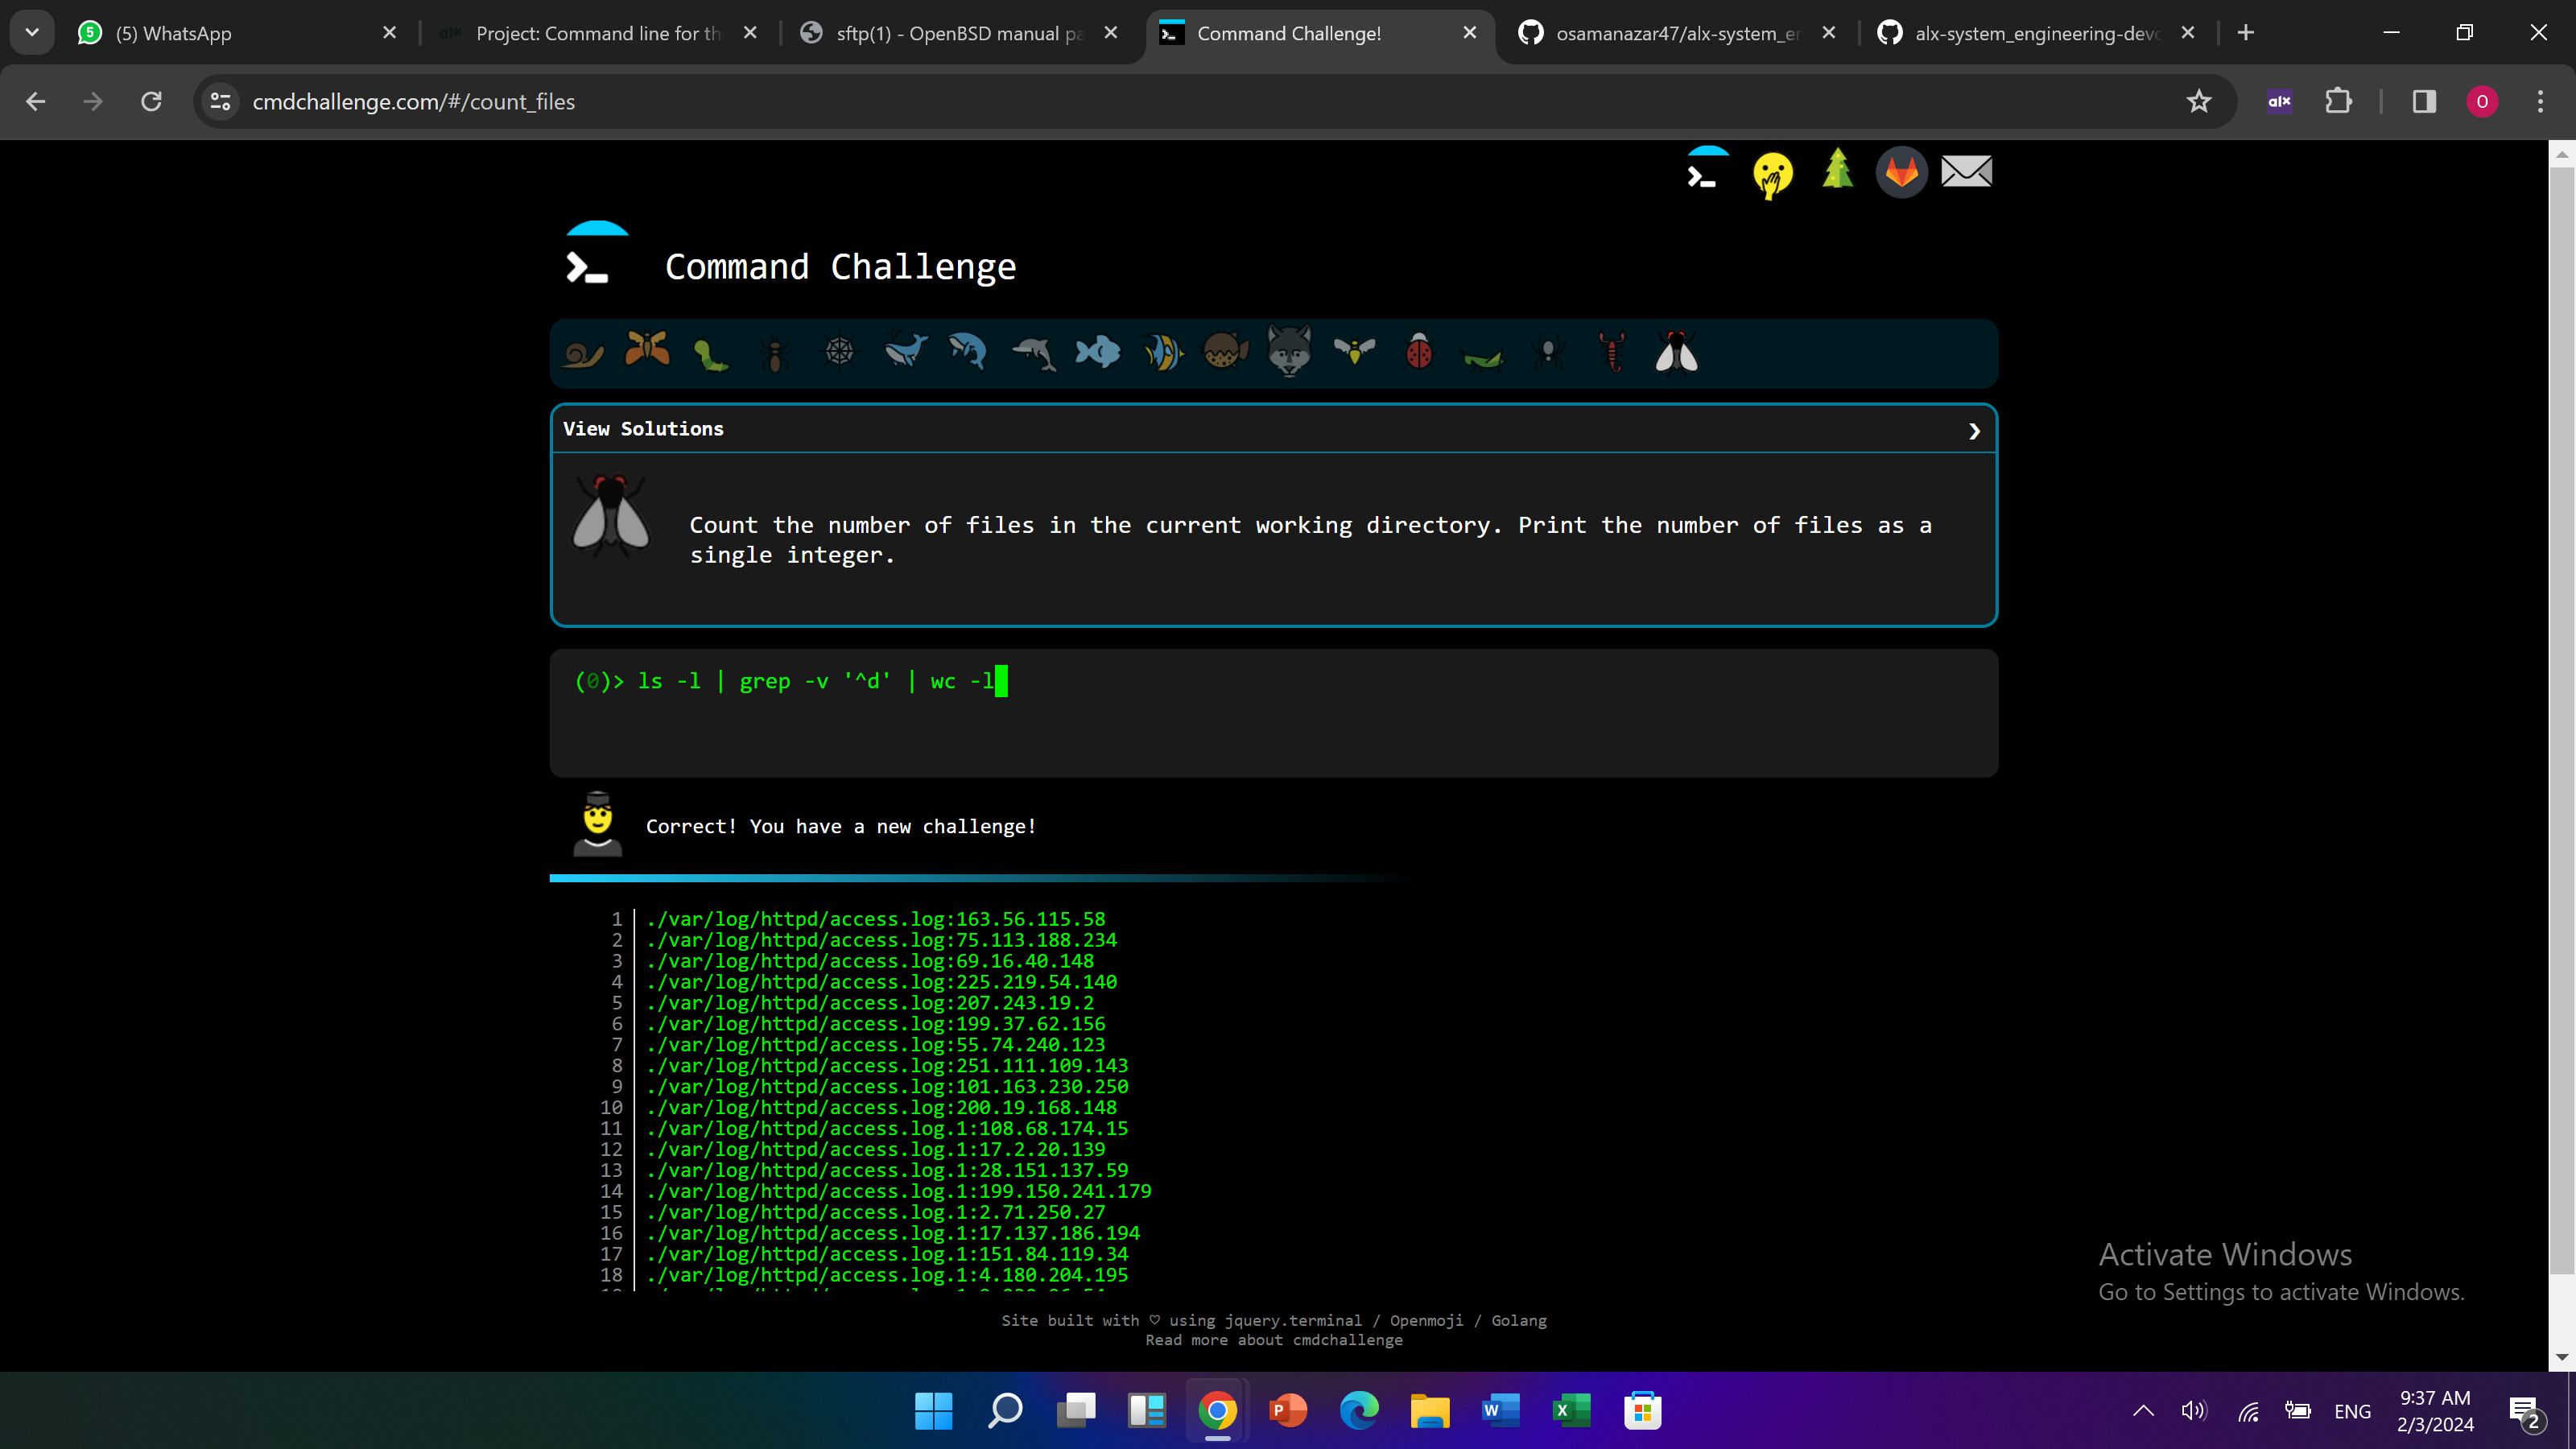 (5) WhatsApp
Project: Command line for th
sftp(1) - OpenBSD manual pa
Command Challenge!
osamanazar47/alx-system_er
alx-system_engineering-devo
cmdchallenge.com/#/count_files
alx
O
Command Challenge
View Solutions
Count the number of files in the current working directory. Print the number of files as a
single integer.
(0)> ls -l | grep -v '^d' | wc -l
Correct! You have a new challenge!
1 ./var/log/httpd/access.log:163.56.115.58
2 ./var/log/httpd/access.log:75.113.188.234
3 ./var/log/httpd/access.log:69.16.40.148
4 ./var/log/httpd/access.log:225.219.54.140
5 ./var/log/httpd/access.log:207.243.19.2
6 ./var/log/httpd/access.log:199.37.62.156
7 ./var/log/httpd/access.log:55.74.240.123
8 ./var/log/httpd/access.log:251.111.109.143
9 ./var/log/httpd/access.log:101.163.230.250
10 ./var/log/httpd/access.log:200.19.168.148
11 ./var/log/httpd/access.log.1:108.68.174.15
12 ./var/log/httpd/access.log.1:17.2.20.139
13 ./var/log/httpd/access.log.1:28.151.137.59
14 ./var/log/httpd/access.log.1:199.150.241.179
15 ./var/log/httpd/access.log.1:2.71.250.27
16 ./var/log/httpd/access.log.1:17.137.186.194
17 ./var/log/httpd/access.log.1:151.84.119.34
18 ./var/log/httpd/access.log.1:4.180.204.195
Activate Windows
Go to Settings to activate Windows.
Site built with ♡ using jquery.terminal / Openmoji / Golang
Read more about cmdchallenge
ENG
9:37 AM
2/3/2024
2